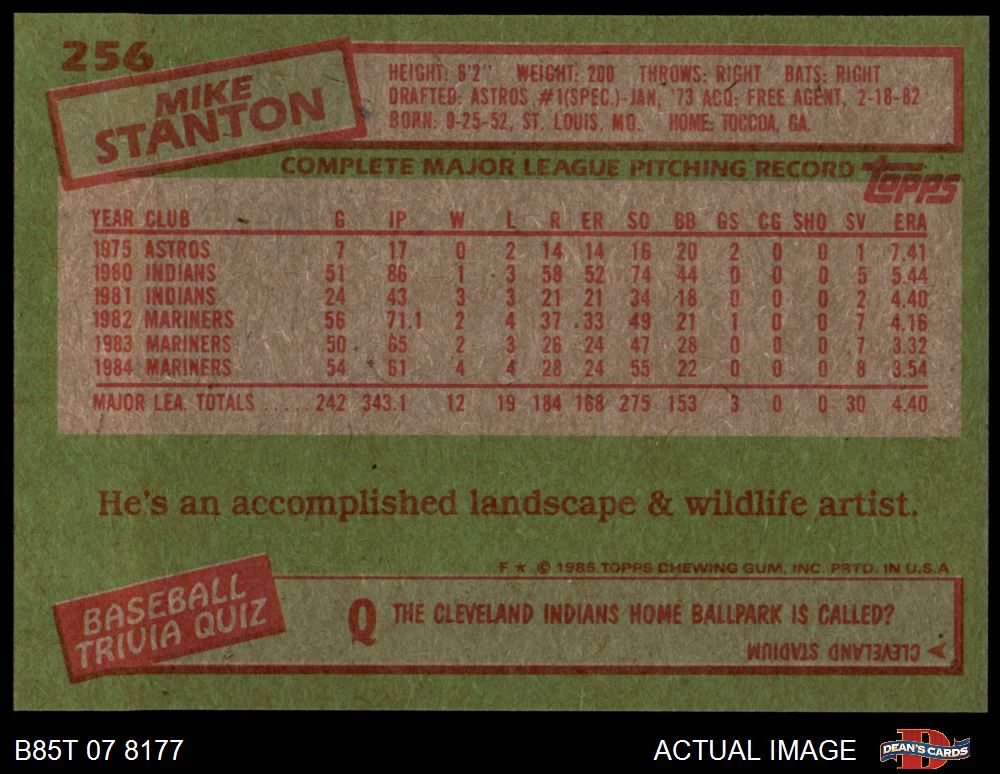 256
MIKE
STANTON
HEIGHT: 6'2" WEIGHT: 200 THROWS: RIGHT BATS: RIGHT
DRAFTED: ASTROS #1(SPEC.)-JAN, '73 ACQ: FREE AGENT, 2-18-82
BORN: 9-25-52, ST. LOUIS, MO. HOME: TOCCOA, GA.
COMPLETE MAJOR LEAGUE PITCHING RECORD
topps
YEAR CLUB G IP W L R ER SO BB GS CG SHO SV ERA
1975 ASTROS 7 17 0 2 14 14 16 20 2 0 0 1 7.41
1980 INDIANS 51 86 1 3 58 52 74 44 0 0 0 5 5.44
1981 INDIANS 24 43 3 3 21 21 34 18 0 0 0 2 4.40
1982 MARINERS 56 71.1 2 4 37 33 49 21 1 0 0 7 4.16
1983 MARINERS 50 65 2 3 26 24 47 28 0 0 0 7 3.32
1984 MARINERS 54 61 4 4 28 24 55 22 0 0 0 8 3.54
MAJOR LEA. TOTALS ..... 242 343.1 12 19 184 168 275 153 3 0 0 30 4.40
He's an accomplished landscape & wildlife artist.
F ★ © 1985 TOPPS CHEWING GUM, INC. PRTD. IN U.S.A
BASEBALL
TRIVIA QUIZ
Q THE CLEVELAND INDIANS HOME BALLPARK IS CALLED?
CLEVELAND STADIUM
B85T 07 8177
ACTUAL IMAGE
DEAN'S CARDS